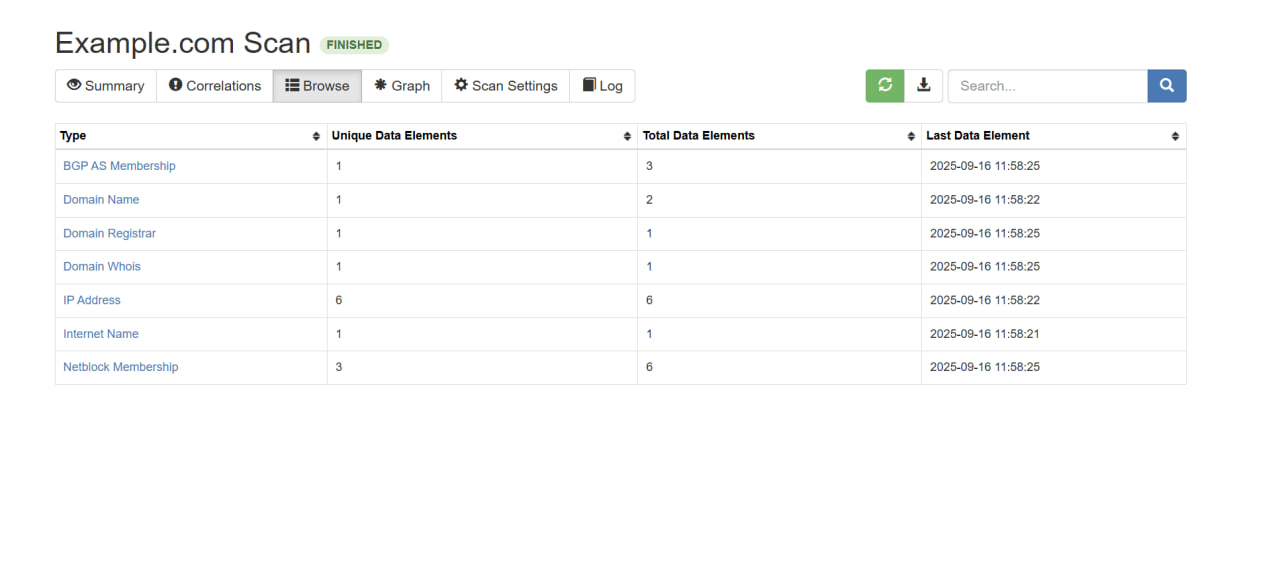 Example.com Scan FINISHED
Summary Correlations Browse Graph Scan Settings Log Search...
Type Unique Data Elements Total Data Elements Last Data Element
BGP AS Membership 1 3 2025-09-16 11:58:25
Domain Name 1 2 2025-09-16 11:58:22
Domain Registrar 1 1 2025-09-16 11:58:25
Domain Whois 1 1 2025-09-16 11:58:25
IP Address 6 6 2025-09-16 11:58:22
Internet Name 1 1 2025-09-16 11:58:21
Netblock Membership 3 6 2025-09-16 11:58:25